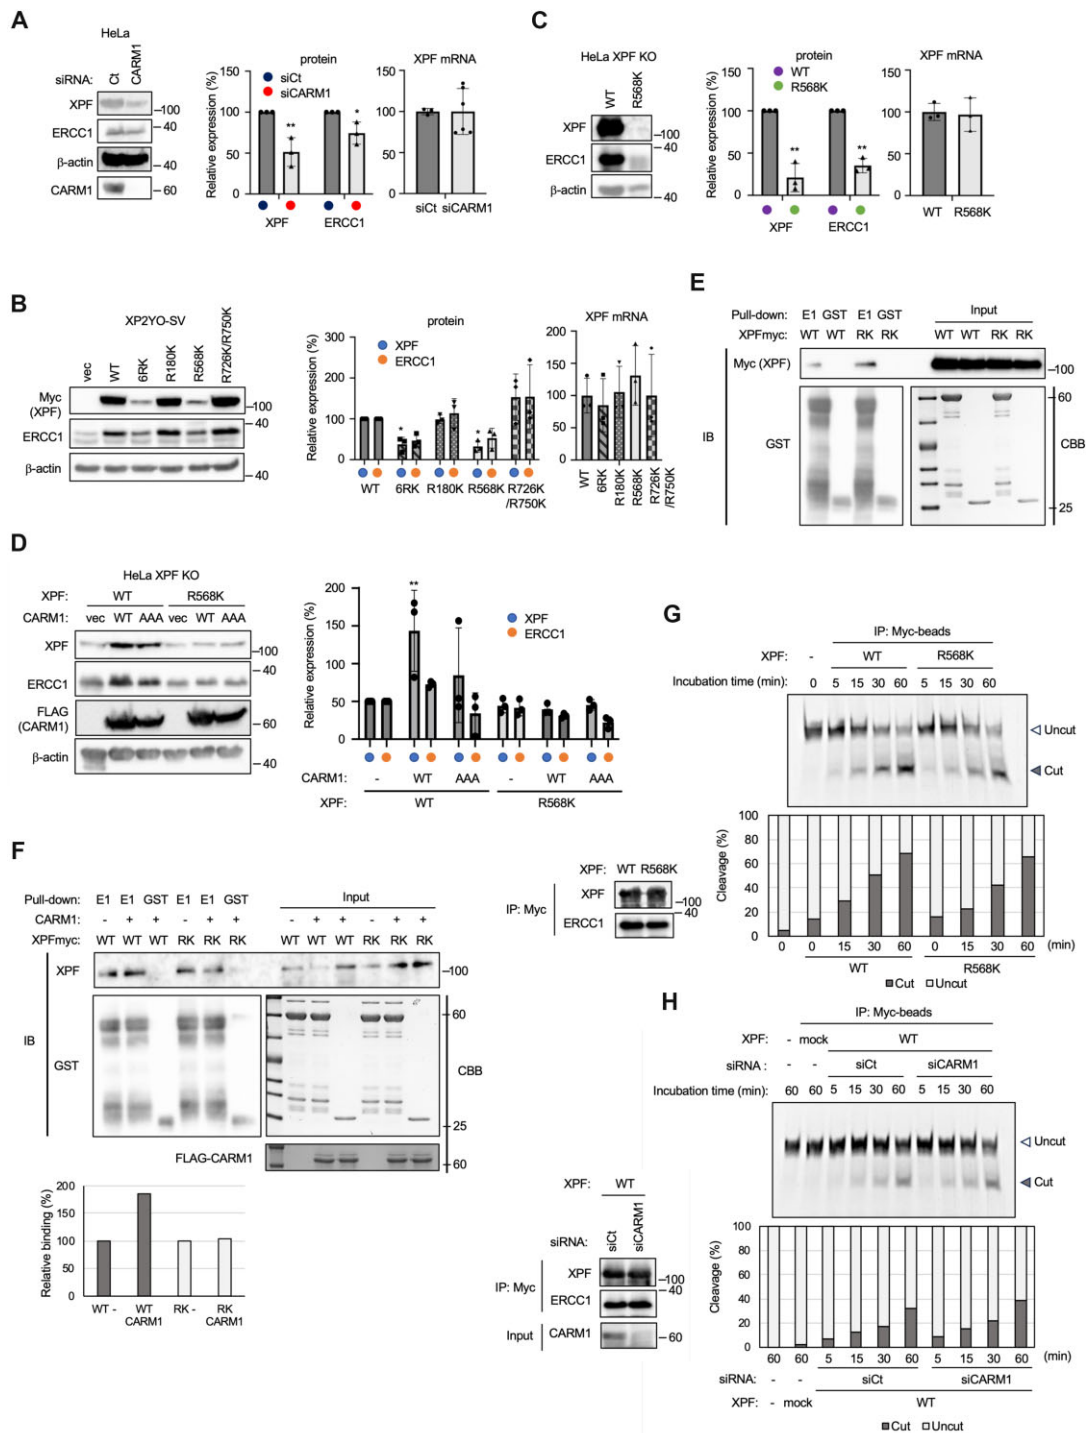 A
HeLa
siRNA: Ct CARM1
XPF
ERCC1
β-actin
CARM1
100
40
40
60
protein
siCt
siCARM1
Relative expression (%)
150
100
50
0
** *
XPF ERCC1
XPF mRNA
150
100
50
0
siCt siCARM1
C
HeLa XPF KO
WT R568K
XPF
ERCC1
β-actin
100
40
40
protein
WT
R568K
Relative expression (%)
150
100
50
0
** **
XPF ERCC1
XPF mRNA
150
100
50
0
WT R568K
B
XP2YO-SV
vec WT 6RK R180K R568K R726K/R750K
Myc (XPF)
ERCC1
β-actin
100
40
40
protein
XPF
ERCC1
Relative expression (%)
300
200
100
0
* *
WT 6RK R180K R568K R726K /R750K
XPF mRNA
200
150
100
50
0
WT 6RK R180K R568K R726K /R750K
E
Pull-down: E1 GST E1 GST Input
XPFmyc: WT WT RK RK WT WT RK RK
Myc (XPF)
100
IB
GST
60
CBB
25
D
HeLa XPF KO
XPF: WT R568K
CARM1: vec WT AAA vec WT AAA
XPF
ERCC1
FLAG (CARM1)
β-actin
100
40
60
40
Relative expression (%)
200
150
100
50
0
**
XPF
ERCC1
CARM1: - WT AAA - WT AAA
XPF: WT R568K
G
IP: Myc-beads
XPF: - WT R568K
Incubation time (min): 0 5 15 30 60 5 15 30 60
Uncut
Cut
Cleavage (%)
100
80
60
40
20
0
0 0 15 30 60 0 15 30 60 (min)
WT R568K
Cut Uncut
XPF: WT R568K
IP: Myc
XPF
ERCC1
100
40
F
Pull-down: E1 E1 GST E1 E1 GST Input
CARM1: - + + - + + - + + - + +
XPFmyc: WT WT WT RK RK RK WT WT WT RK RK RK
XPF
100
IB
GST
60
CBB
25
FLAG-CARM1
60
Relative binding (%)
200
150
100
50
0
WT - WT CARM1 RK - RK CARM1
H
IP: Myc-beads
XPF: - mock WT
siRNA : - - siCt siCARM1
Incubation time (min): 60 60 5 15 30 60 5 15 30 60
Uncut
Cut
Cleavage (%)
100
80
60
40
20
0
60 60 5 15 30 60 5 15 30 60 (min)
siRNA: - - siCt siCARM1
XPF: - mock WT
Cut Uncut
XPF: WT
siRNA: siCt siCARM1
IP: Myc
XPF
ERCC1
Input
CARM1
100
40
60